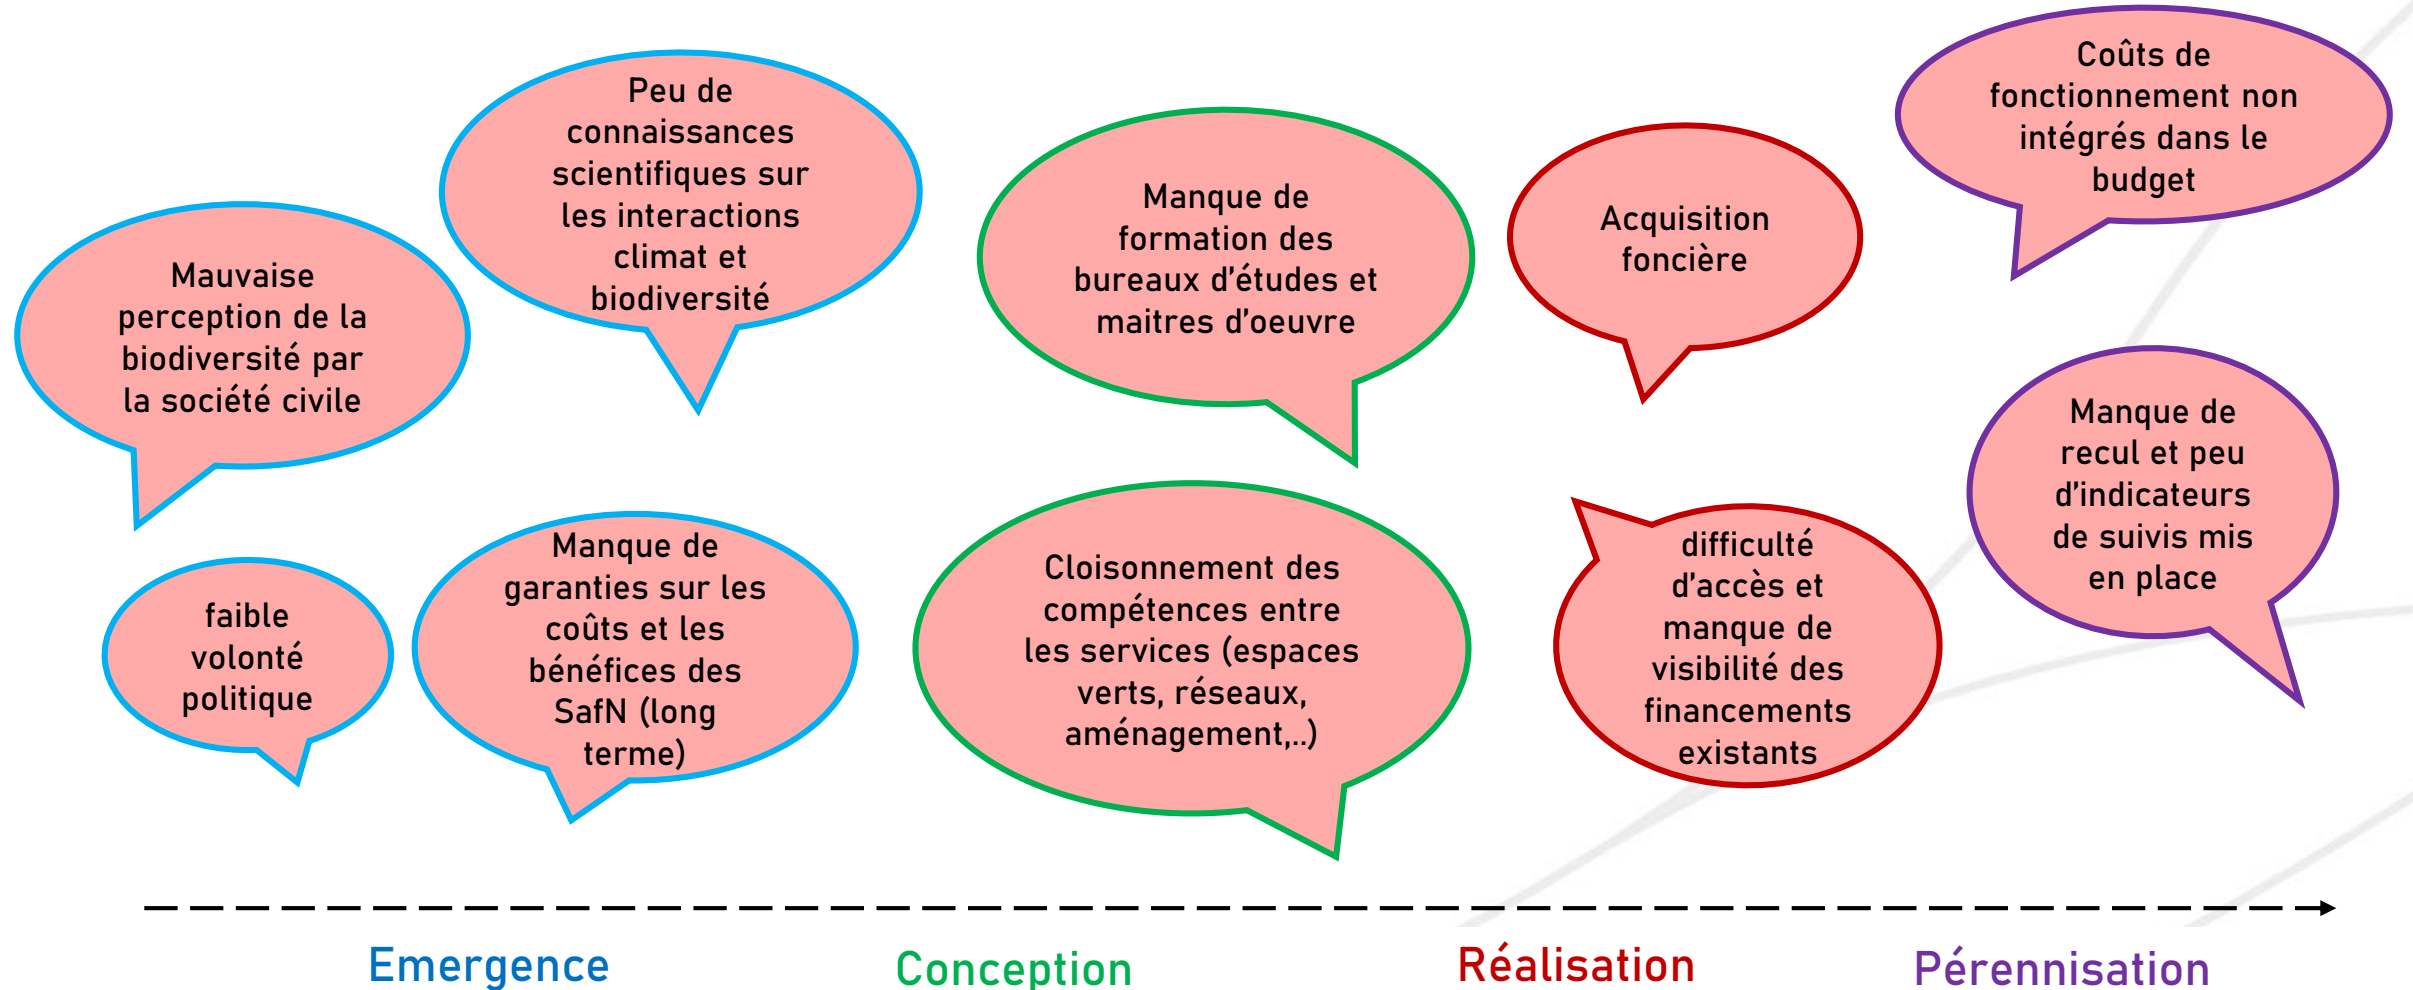 Mauvaise
perception de la
biodiversité par
la société civile
Peu de
connaissances
scientifiques sur
les interactions
climat et
biodiversité
faible
volonté
politique
Manque de
garanties sur les
coûts et les
bénéfices des
SafN (long
terme)
Manque de
formation des
bureaux d'études et
maitres d'oeuvre
Cloisonnement des
compétences entre
les services (espaces
verts, réseaux,
aménagement,..)
Acquisition
foncière
difficulté
d'accès et
manque de
visibilité des
financements
existants
Coûts de
fonctionnement non
intégrés dans le
budget
Manque de
recul et peu
d'indicateurs
de suivis mis
en place
Emergence
Conception
Réalisation
Pérennisation